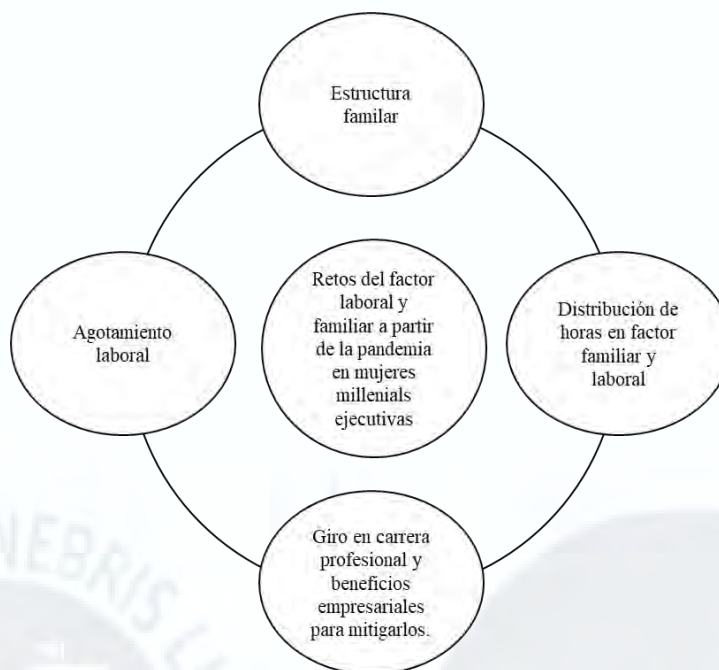 Estructura
familar
Agotamiento
laboral
Retos del factor
laboral y
familiar a partir
de la pandemia
en mujeres
millenials
ejecutivas
Distribución de
horas en factor
familiar y
laboral
Giro en carrera
profesional y
beneficios
empresariales
para mitigarlos.